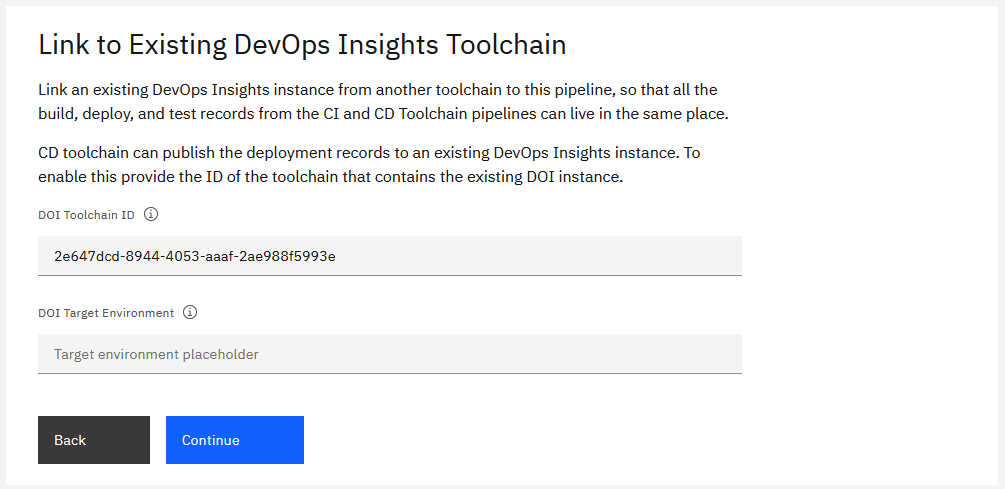 Link to Existing DevOps Insights Toolchain
Link an existing DevOps Insights instance from another toolchain to this pipeline, so that all the
build, deploy, and test records from the CI and CD Toolchain pipelines can live in the same place.
CD toolchain can publish the deployment records to an existing DevOps Insights instance. To
enable this provide the ID of the toolchain that contains the existing DOI instance.
DOI Toolchain ID
2e647dcd-8944-4053-aaaf-2ae988f5993e
DOI Target Environment
Target environment placeholder
Back
Continue